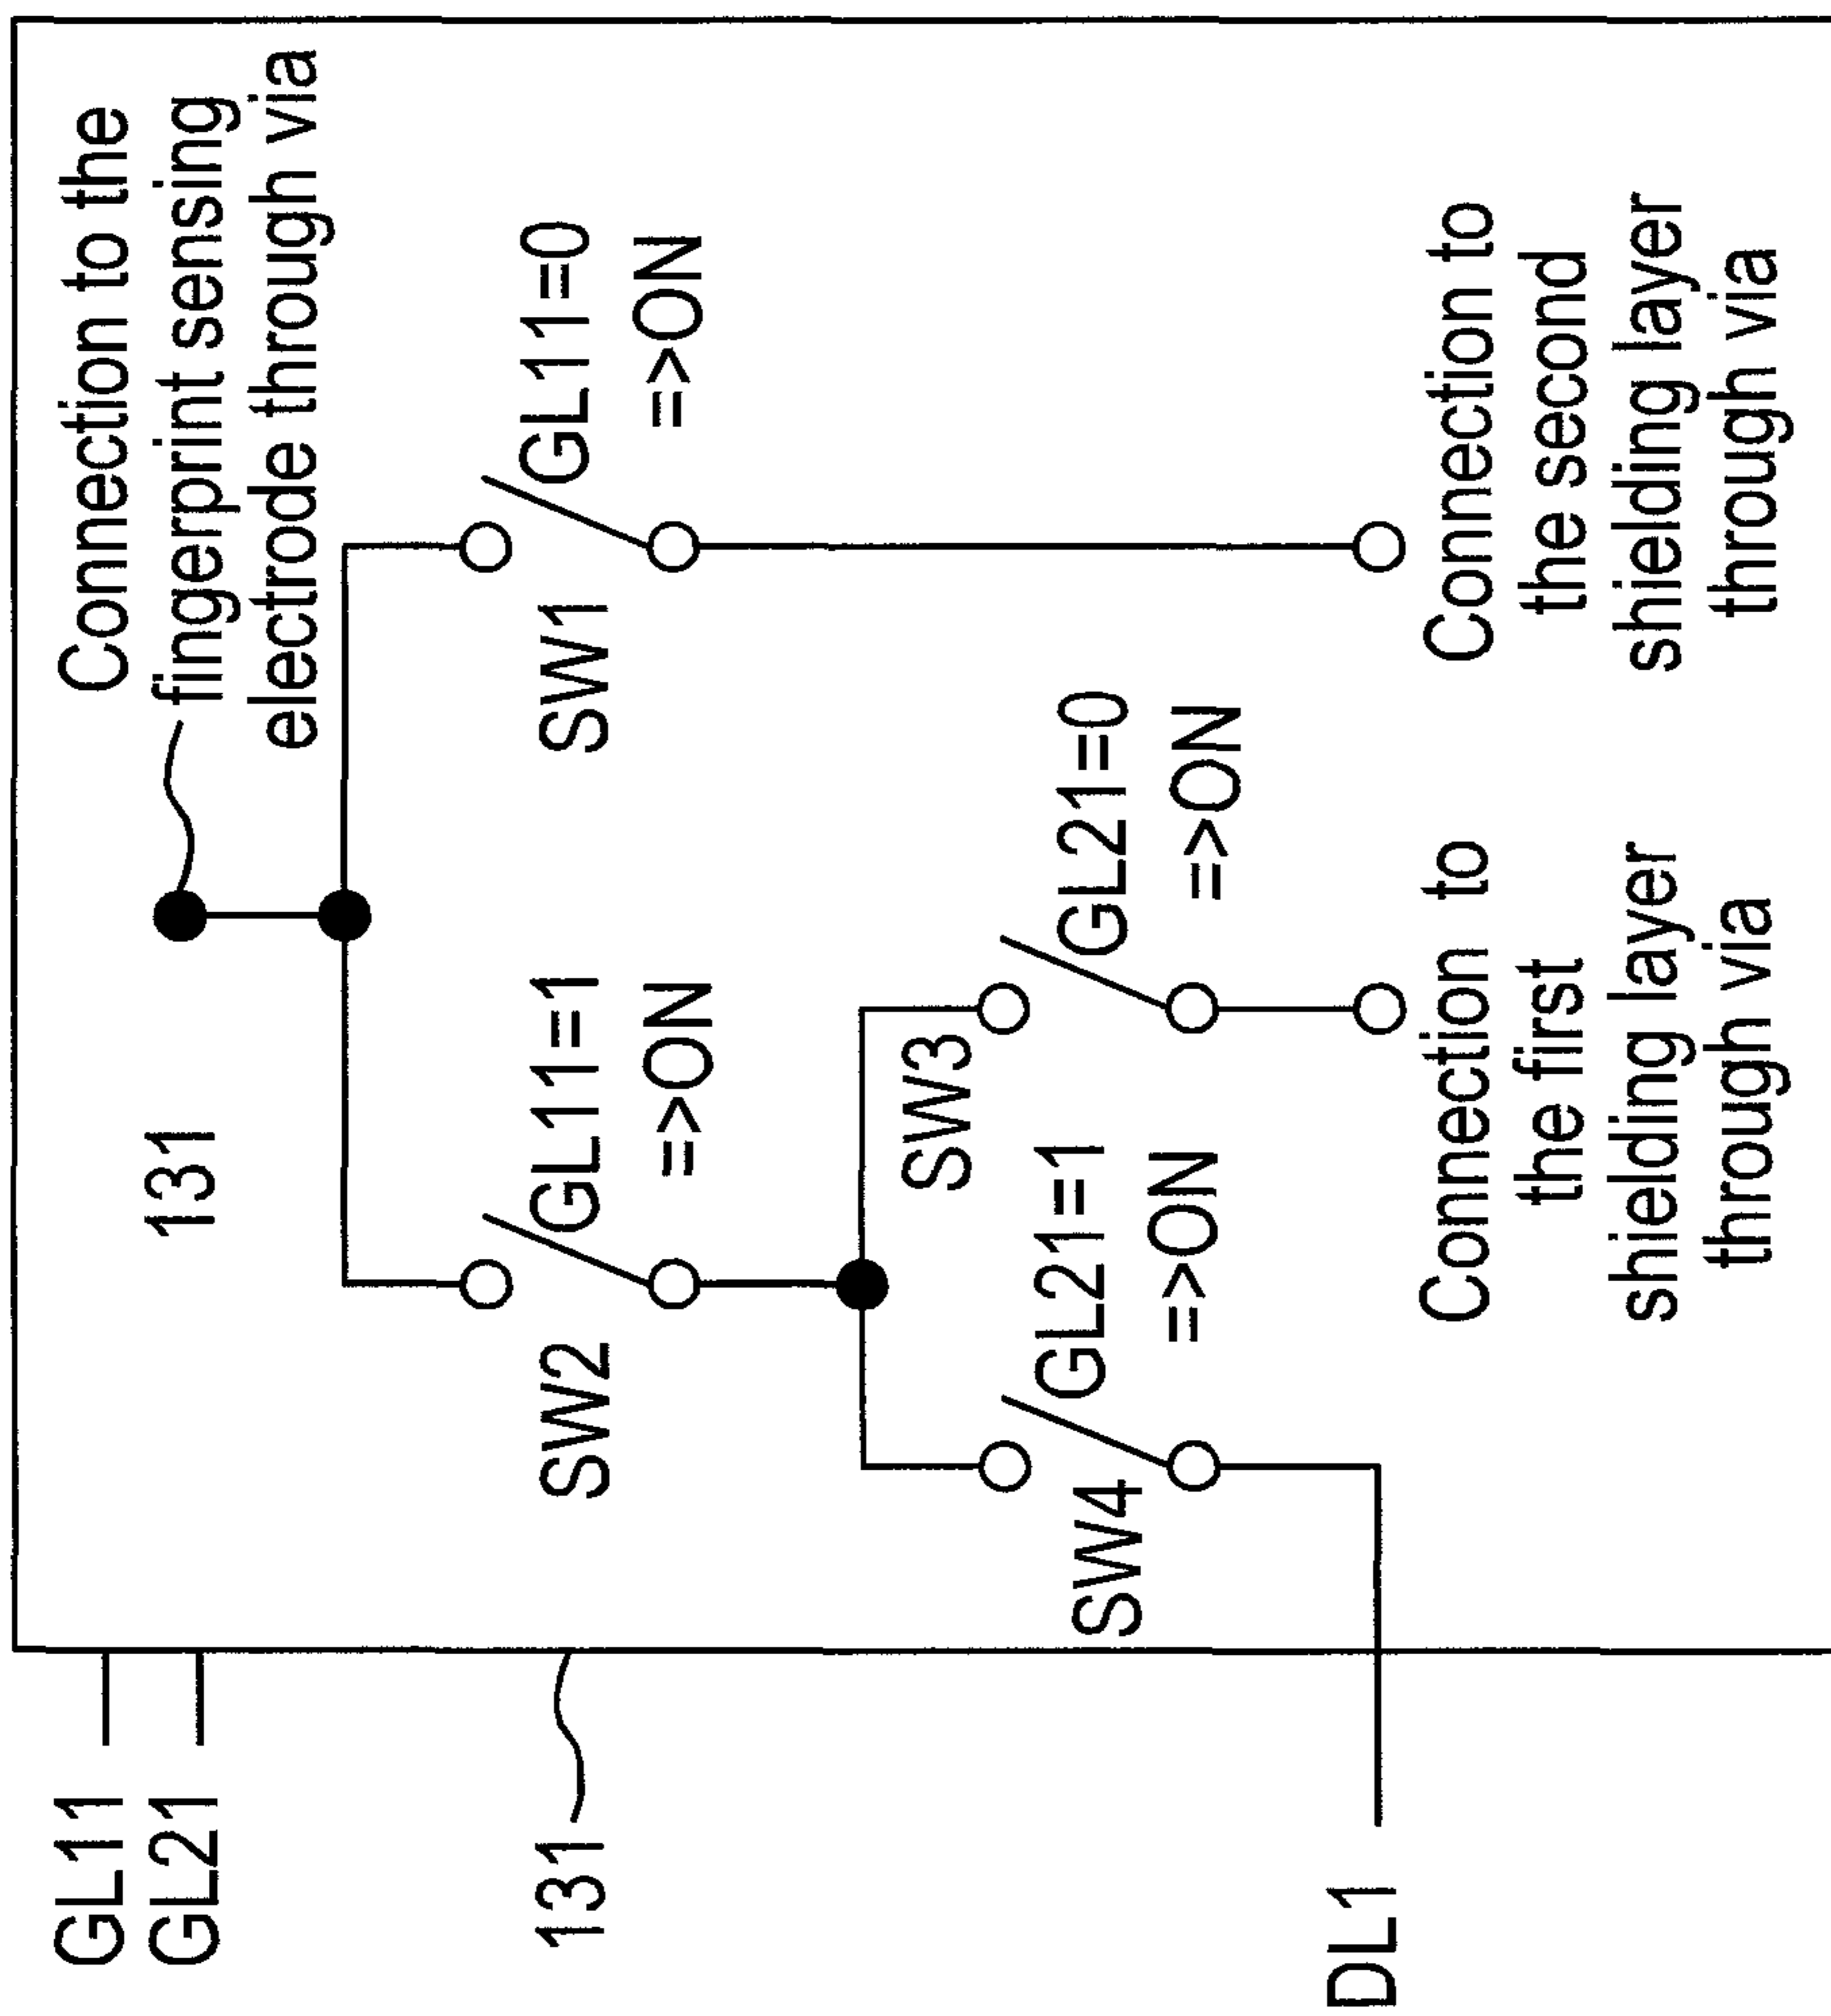 GL11
GL21
131
DL1
131
Connection to the
fingerprint sensing
electrode through via
SW2
GL11=1
=>ON
SW1
GL11=0
=>ON
SW4
GL21=1
=>ON
SW3
GL21=0
=>ON
Connection to
the first
shielding layer
through via
Connection to
the second
shielding layer
through via